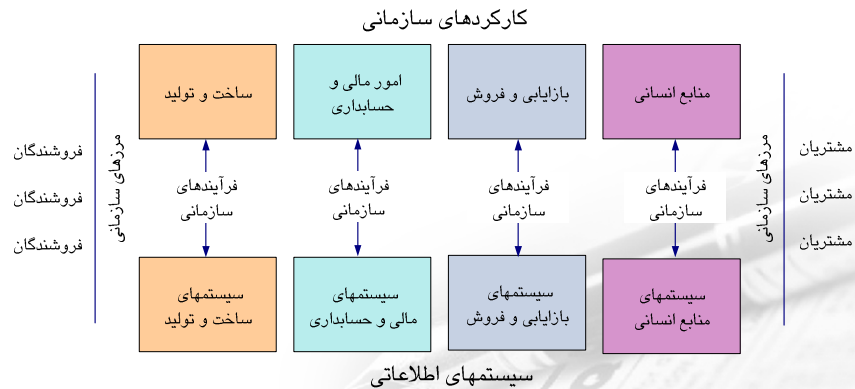 کارکردهای سازمانی
منابع انسانی
بازایابی و فروش
امور مالی و
حسابداری
ساخت و تولید
مشتریان
مشتریان
مشتریان
مرزهای سازمانی
فرآیندهای
سازمانی
فرآیندهای
سازمانی
فرآیندهای
سازمانی
فرآیندهای
سازمانی
مرزهای سازمانی
فروشندگان
فروشندگان
فروشندگان
سیستمهای
منابع انسانی
سیستمهای
بازایابی و فروش
سیستمهای
مالی و حسابداری
سیستمهای
ساخت و تولید
سیستمهای اطلاعاتی